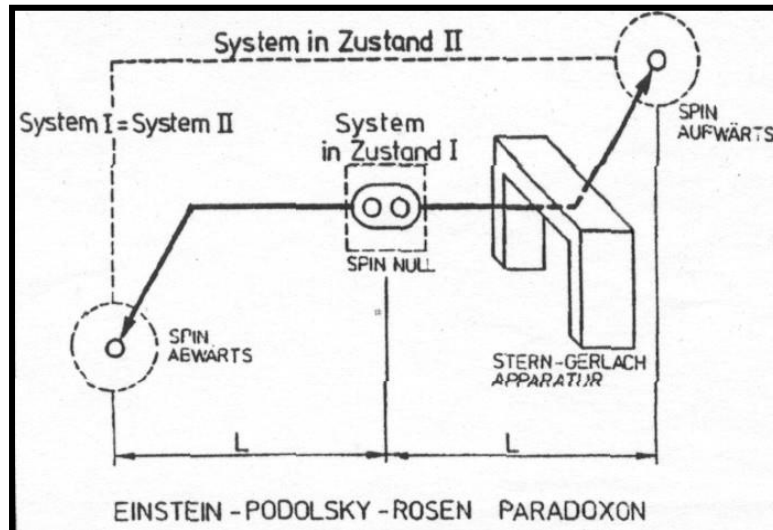 System in Zustand II
SPIN
AUFWÄRTS
System I = System II
System
in Zustand I
SPIN NULL
SPIN
ABWÄRTS
STERN-GERLACH
APPARATUR
L
L
EINSTEIN - PODOLSKY - ROSEN PARADOXON